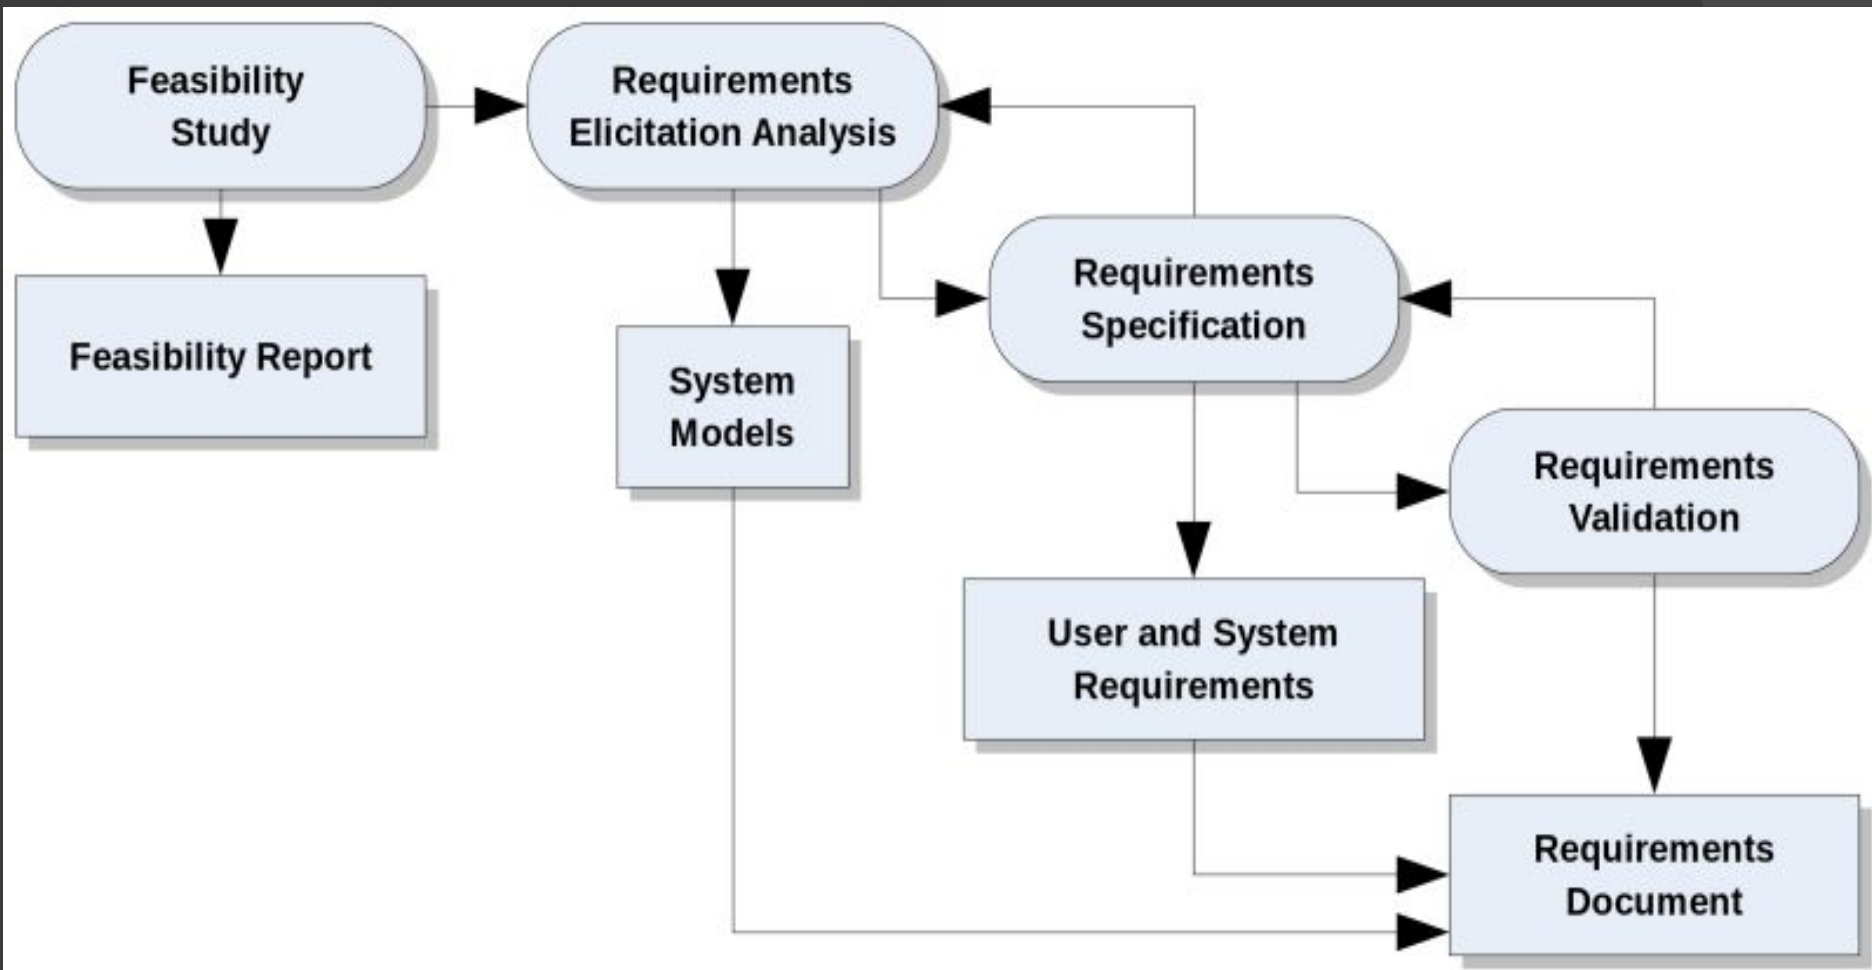 Feasibility
Study
Requirements
Elicitation Analysis
Feasibility Report
System
Models
Requirements
Specification
Requirements
Validation
User and System
Requirements
Requirements
Document